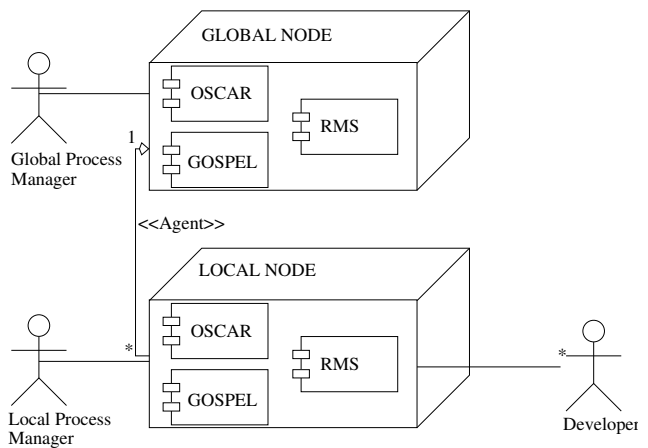 GLOBAL NODE
OSCAR
RMS
GOSPEL
1
Global Process
Manager
<<Agent>>
LOCAL NODE
OSCAR
RMS
GOSPEL
*
*
Local Process
Manager
Developer